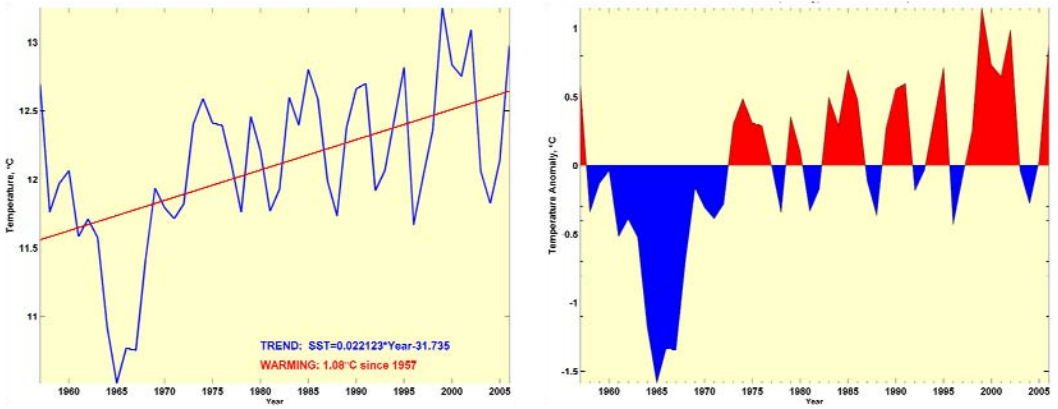 13
12.5
12
11.5
11
Temperature, °C
TREND: SST=0.022123*Year-31.735
WARMING: 1.08°C since 1957
1960 1965 1970 1975 1980 1985 1990 1995 2000 2005
Year
1
0.5
0
-0.5
-1
-1.5
Temperature Anomaly, °C
1960 1965 1970 1975 1980 1985 1990 1995 2000 2005
Year